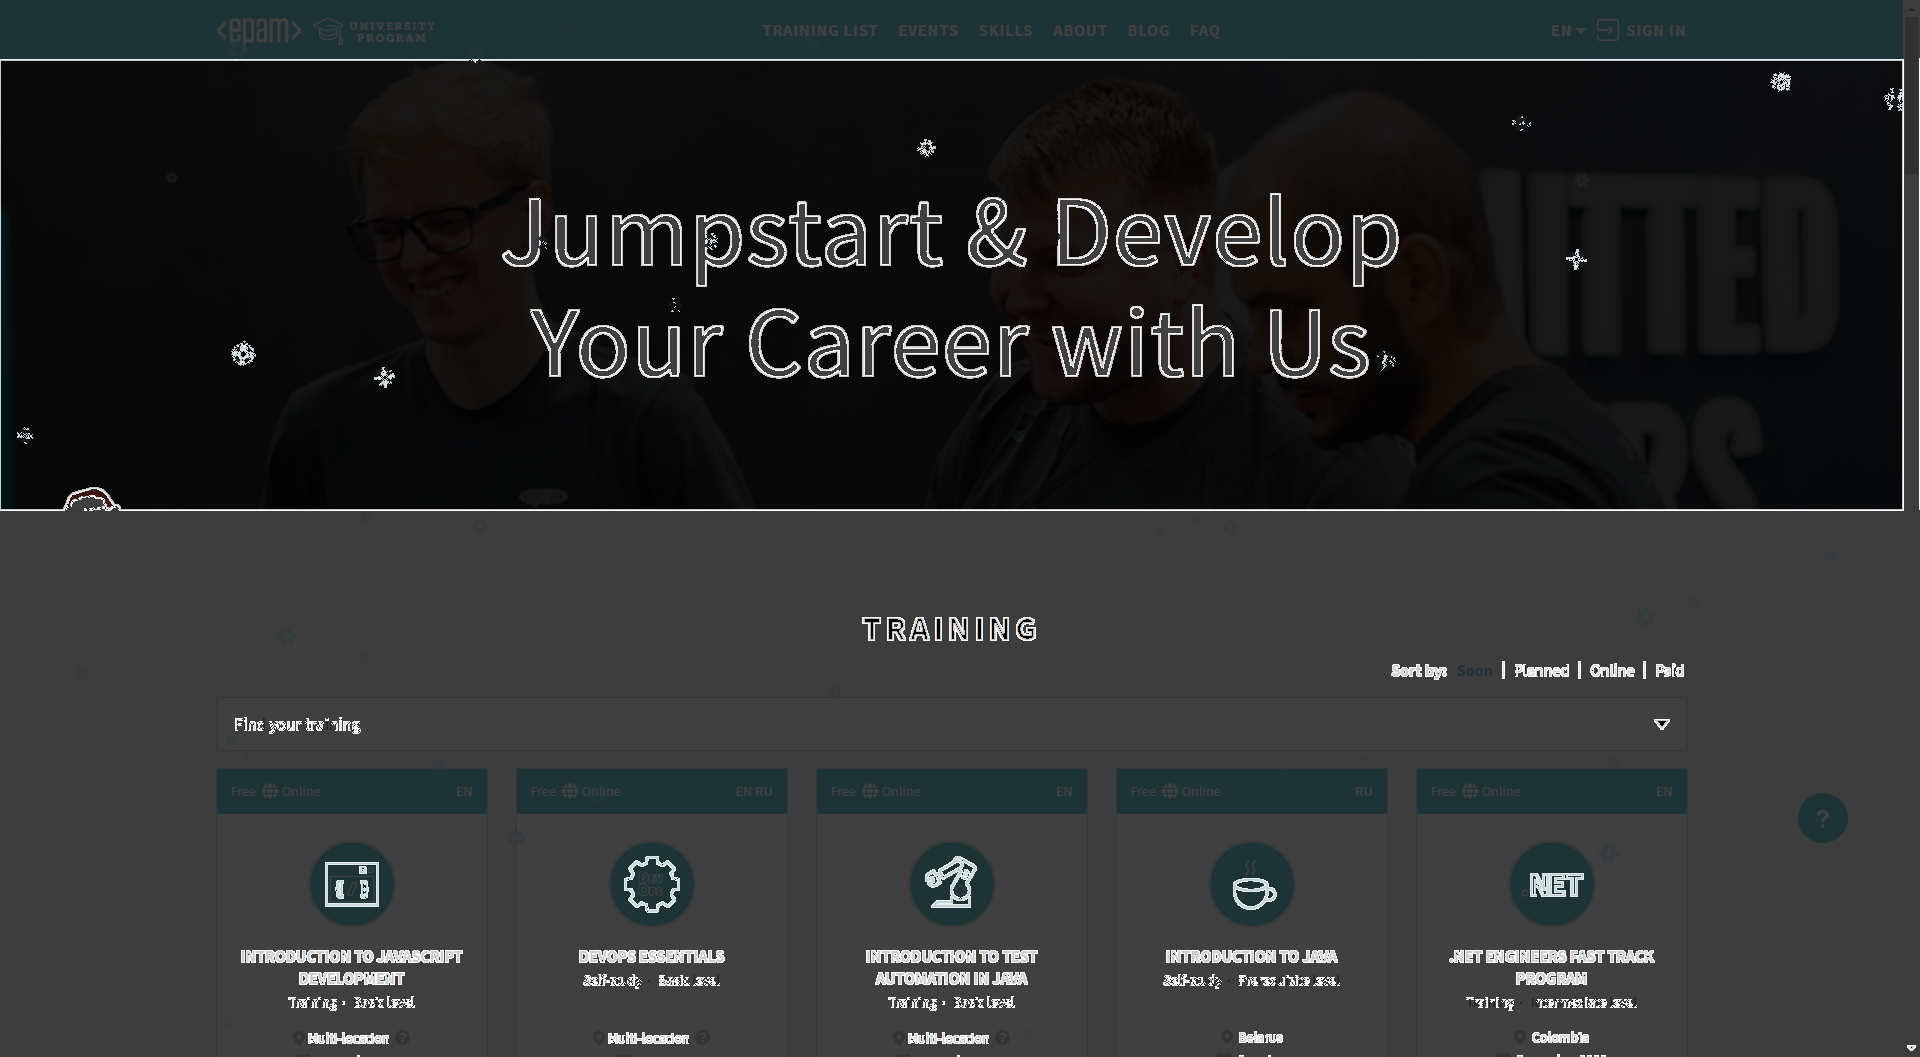 <epam> UNIVERSITY PROGRAM
TRAINING LIST EVENTS SKILLS ABOUT BLOG FAQ
EN SIGN IN
Jumpstart & Develop
Your Career with Us
TRAINING
Sort by: Soon | Planned | Online | Paid
Find your training
Free Online EN
INTRODUCTION TO JAVASCRIPT
DEVELOPMENT
Training · Basic level
Multi-location ?
Free Online EN RU
DevOps
DEVOPS ESSENTIALS
Self-study · Basic level
Multi-location ?
Free Online EN
INTRODUCTION TO TEST
AUTOMATION IN JAVA
Training · Basic level
Multi-location ?
Free Online RU
INTRODUCTION TO JAVA
Self-study · Pre-intermediate level
Belarus
Free Online EN
.NET
.NET ENGINEERS FAST TRACK
PROGRAM
Training · Intermediate level
Colombia
?